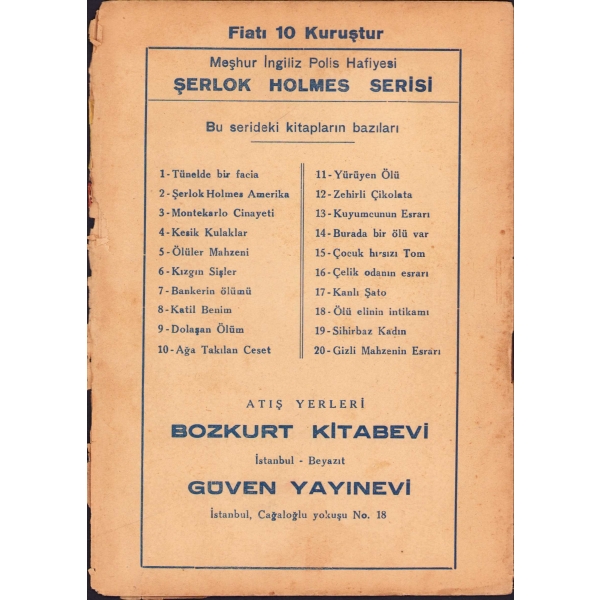 Fiatı 10 Kuruştur
Meşhur İngiliz Polis Hafiyesi
ŞERLOK HOLMES SERİSİ
Bu serideki kitapların bazıları
1-Tünelde bir facia
2-Şerlok Holmes Amerika
3-Montekarlo Cinayeti
4-Kesik Kulaklar
5-Ölüler Mahzeni
6-Kızgın Sişler
7-Bankerin ölümü
8-Katil Benim
9-Dolaşan Ölüm
10-Ağa Takılan Ceset
11-Yürüyen Ölü
12-Zehirli Çikolata
13-Kuyumcunun Esrarı
14-Burada bir ölü var
15-Çocuk hırsızı Tom
16-Çelik odanın esrarı
17-Kanlı Şato
18-Ölü elinin intikamı
19-Sihirbaz Kadın
20-Gizli Mahzenin Esrarı
ATIŞ YERLERİ
BOZKURT KİTABEVİ
İstanbul - Beyazıt
GÜVEN YAYINEVİ
İstanbul, Cağaloğlu yokuşu No. 18